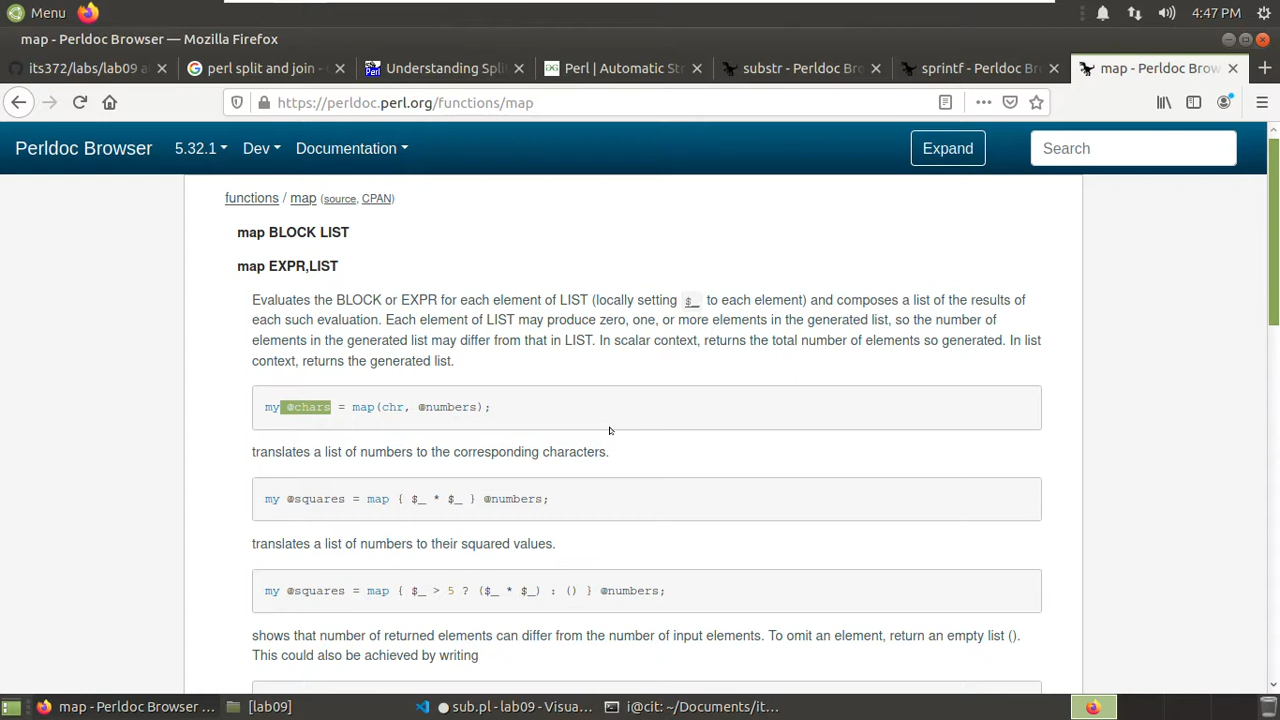 Menu
4:47 PM
map - Perldoc Browser — Mozilla Firefox
its372/labs/lab09 a
perl split and join -
Understanding Spli
Perl | Automatic Str
substr - Perldoc Bro
sprintf - Perldoc B
map - Perldoc Brow
https://perldoc.perl.org/functions/map
Perldoc Browser
5.32.1
Dev
Documentation
Expand
Search
functions / map (source, CPAN)
map BLOCK LIST
map EXPR,LIST
Evaluates the BLOCK or EXPR for each element of LIST (locally setting $_ to each element) and composes a list of the results of
each such evaluation. Each element of LIST may produce zero, one, or more elements in the generated list, so the number of
elements in the generated list may differ from that in LIST. In scalar context, returns the total number of elements so generated. In list
context, returns the generated list.
my @chars = map(chr, @numbers);
translates a list of numbers to the corresponding characters.
my @squares = map { $_ * $_ } @numbers;
translates a list of numbers to their squared values.
my @squares = map { $_ > 5 ? ($_ * $_) : () } @numbers;
shows that number of returned elements can differ from the number of input elements. To omit an element, return an empty list ().
This could also be achieved by writing
map - Perldoc Browser ...
[lab09]
sub.pl - lab09 - Visua...
i@cit: ~/Documents/it...